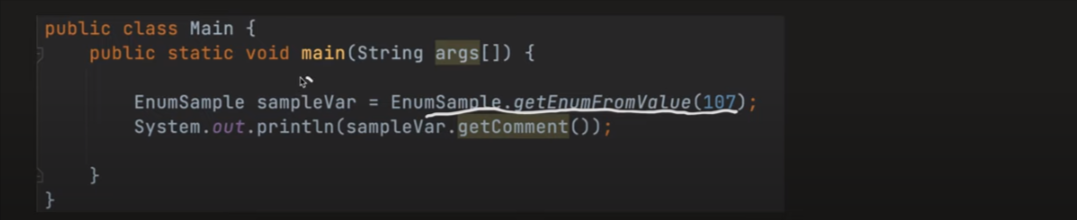 public class Main {
public static void main(String args[]) {
EnumSample sampleVar = EnumSample.getEnumFromValue(107);
System.out.println(sampleVar.getComment());
}
}